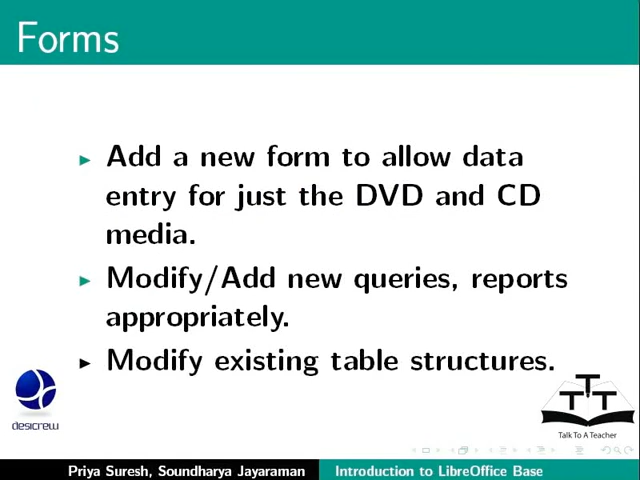 Forms
Add a new form to allow data
entry for just the DVD and CD
media.
Modify/Add new queries, reports
appropriately.
Modify existing table structures.
desicrew
TTT
Talk To A Teacher
Priya Suresh, Soundharya Jayaraman
Introduction to LibreOffice Base